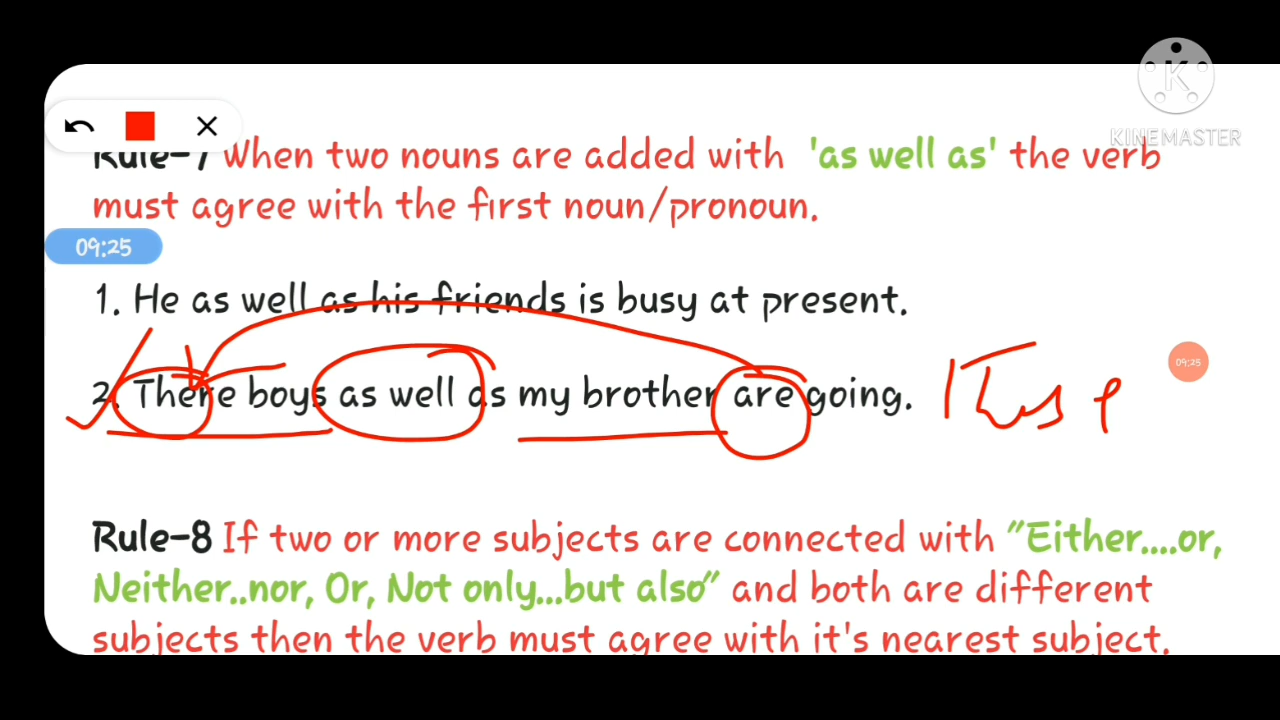 KINEMASTER
Rule-7 When two nouns are added with 'as well as' the verb
must agree with the first noun/pronoun.
09:25
1. He as well as his friends is busy at present.
09:25
2. There boys as well as my brother are going.
Rule-8 If two or more subjects are connected with "Either....or,
Neither..nor, Or, Not only...but also" and both are different
subjects then the verb must agree with it's nearest subject.